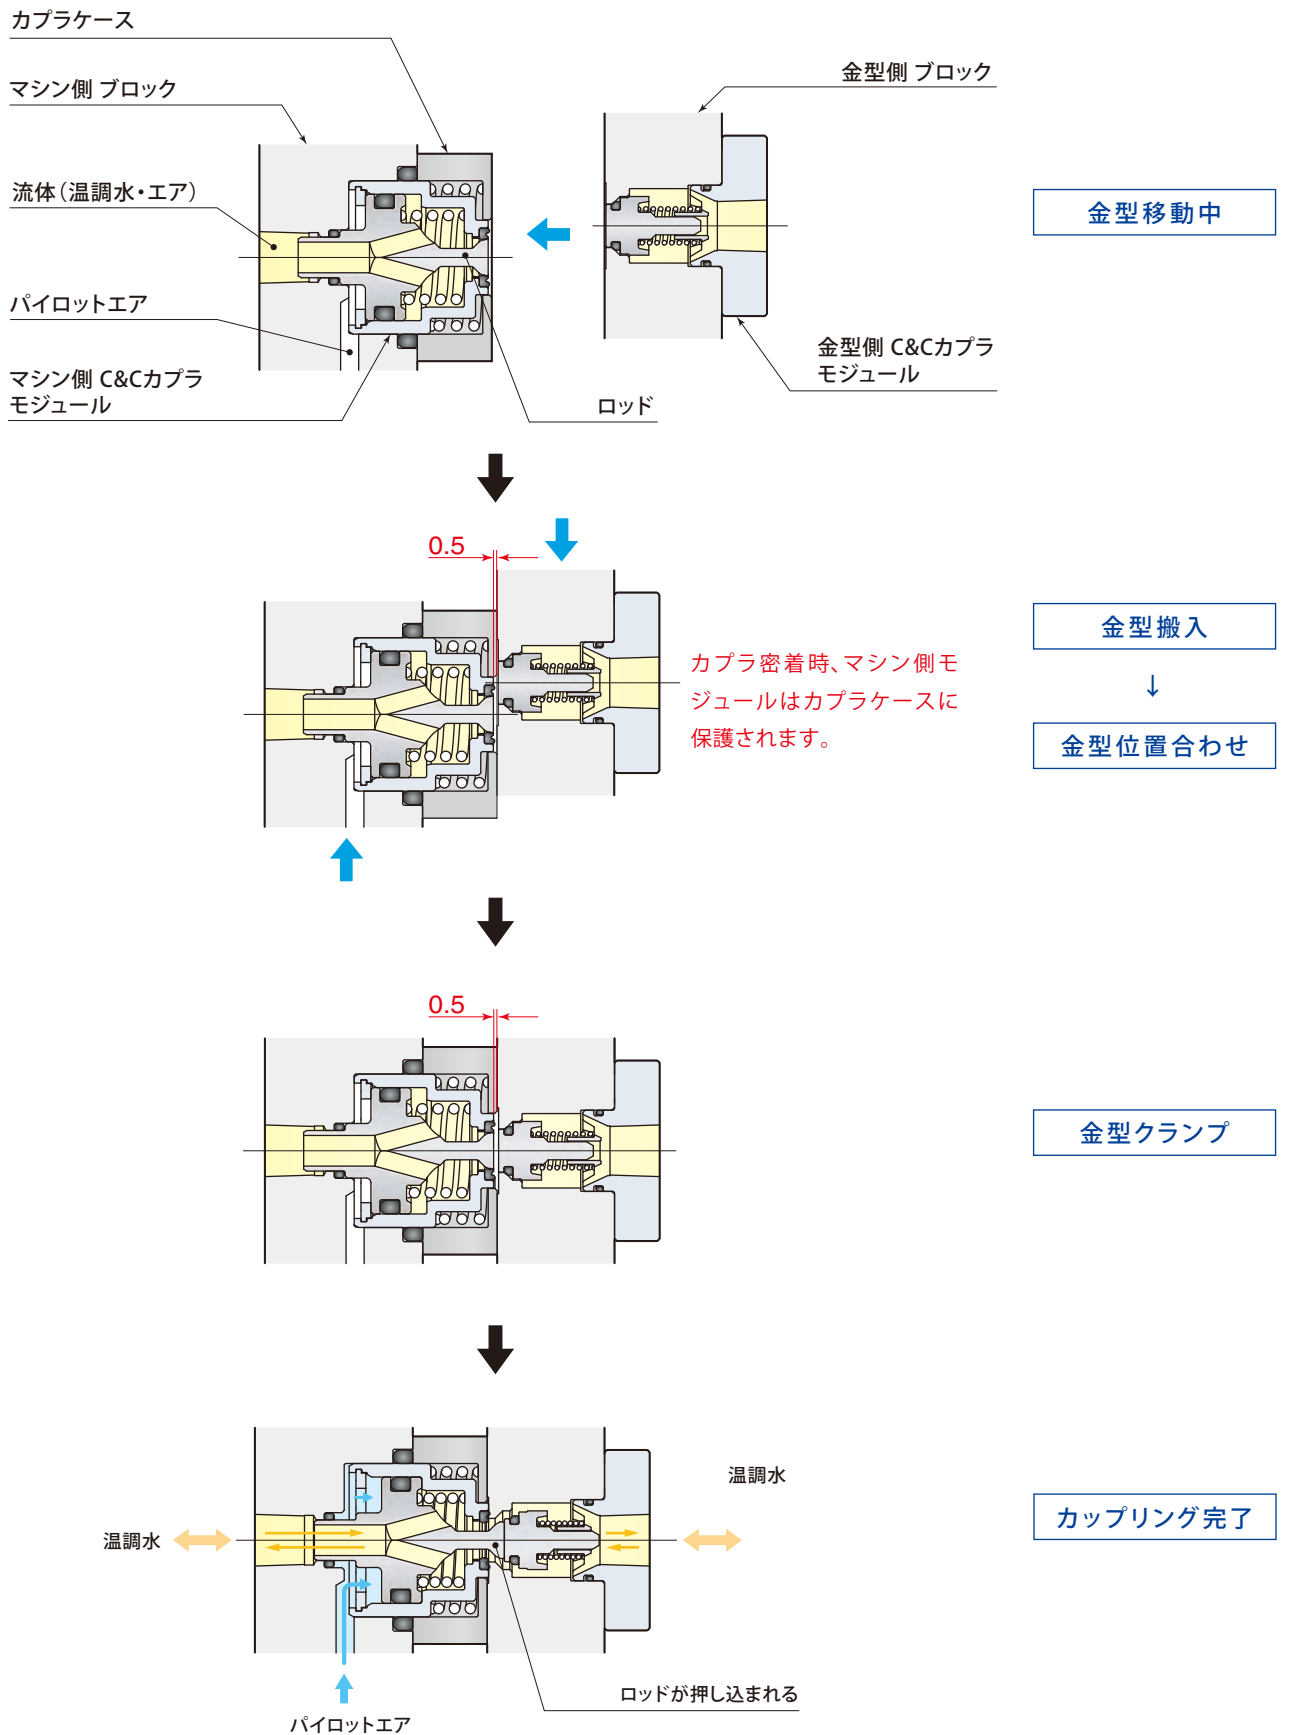 カプラケース
マシン側 ブロック
流体（温調水・エア）
パイロットエア
マシン側 C&Cカプラ
モジュール
ロッド
金型側 ブロック
金型側 C&Cカプラ
モジュール
金型移動中
0.5
カプラ密着時、マシン側モ
ジュールはカプラケースに
保護されます。
金型搬入
↓
金型位置合わせ
0.5
金型クランプ
温調水
温調水
カップリング完了
ロッドが押し込まれる
パイロットエア